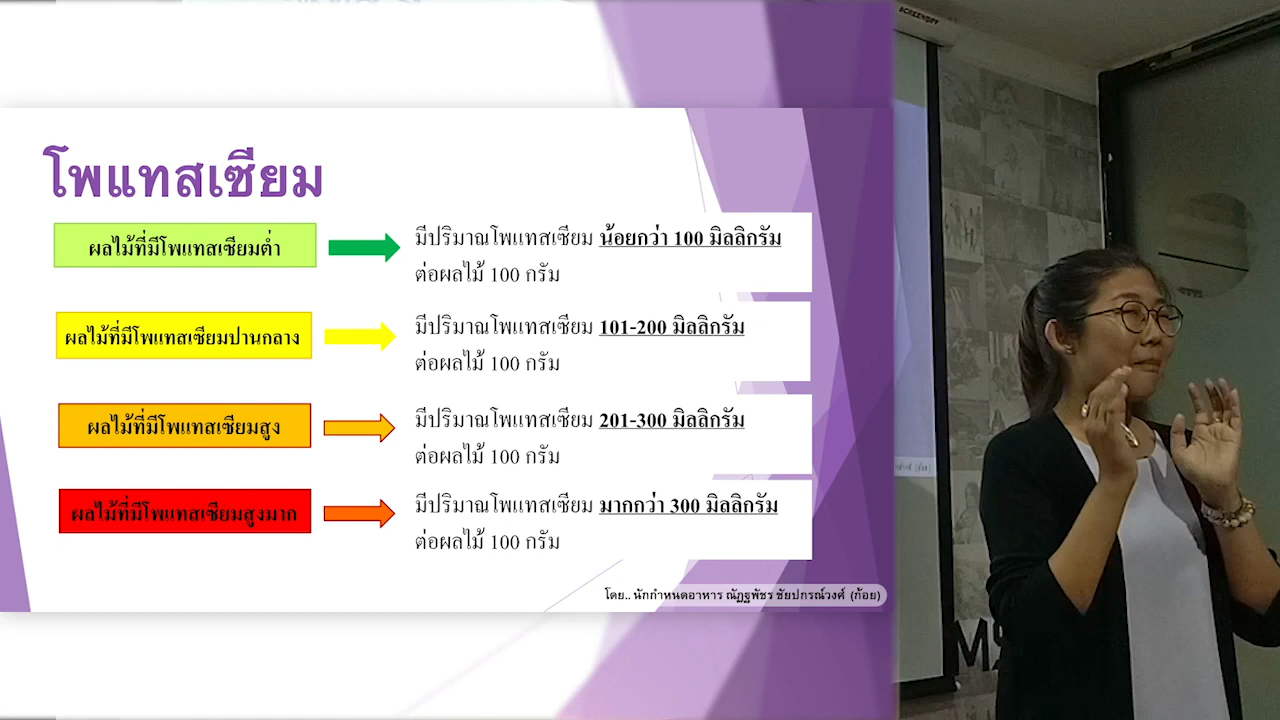 SCREENBOY
โพแทสเซียม
ผลไม้ที่มีโพแทสเซียมต่ำ
มีปริมาณโพแทสเซียม น้อยกว่า 100 มิลลิกรัม
ต่อผลไม้ 100 กรัม
ผลไม้ที่มีโพแทสเซียมปานกลาง
มีปริมาณโพแทสเซียม 101-200 มิลลิกรัม
ต่อผลไม้ 100 กรัม
ผลไม้ที่มีโพแทสเซียมสูง
มีปริมาณโพแทสเซียม 201-300 มิลลิกรัม
ต่อผลไม้ 100 กรัม
ผลไม้ที่มีโพแทสเซียมสูงมาก
มีปริมาณโพแทสเซียม มากกว่า 300 มิลลิกรัม
ต่อผลไม้ 100 กรัม
โดย.. นักกำหนดอาหาร ณัฏฐพัชร ชัยปกรณ์วงศ์ (ก้อย)